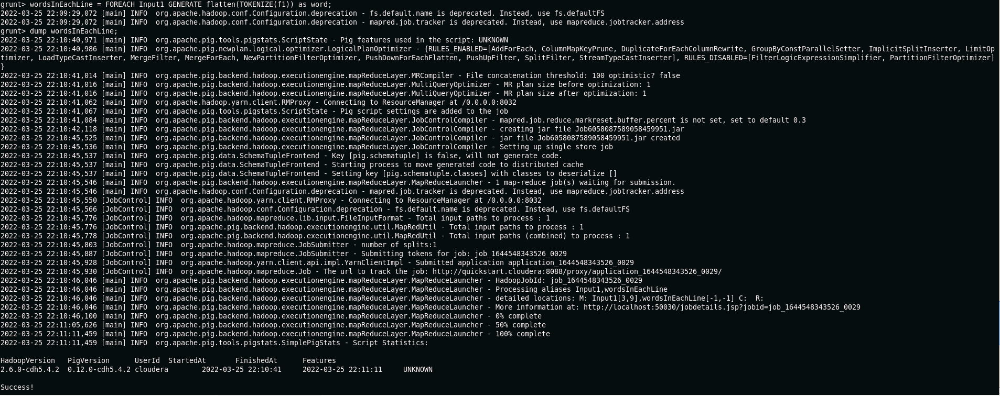 grunt> wordsInEachLine = FOREACH Input1 GENERATE flatten(TOKENIZE(f1)) as word;
2022-03-25 22:09:29,072 [main] INFO  org.apache.hadoop.conf.Configuration.deprecation - fs.default.name is deprecated. Instead, use fs.defaultFS
2022-03-25 22:09:29,072 [main] INFO  org.apache.hadoop.conf.Configuration.deprecation - mapred.job.tracker is deprecated. Instead, use mapreduce.jobtracker.address
grunt> dump wordsInEachLine;
2022-03-25 22:10:40,971 [main] INFO  org.apache.pig.tools.pigstats.ScriptState - Pig features used in the script: UNKNOWN
2022-03-25 22:10:40,986 [main] INFO  org.apache.pig.newplan.logical.optimizer.LogicalPlanOptimizer - {RULES_ENABLED=[AddForEach, ColumnMapKeyPrune, DuplicateForEachColumnRewrite, GroupByConstParallelSetter, ImplicitSplitInserter, LimitOp
timizer, LoadTypeCastInserter, MergeFilter, MergeForEach, NewPartitionFilterOptimizer, PushDownForEachFlatten, PushUpFilter, SplitFilter, StreamTypeCastInserter], RULES_DISABLED=[FilterLogicExpressionSimplifier, PartitionFilterOptimizer]
}
2022-03-25 22:10:41,014 [main] INFO  org.apache.pig.backend.hadoop.executionengine.mapReduceLayer.MRCompiler - File concatenation threshold: 100 optimistic? false
2022-03-25 22:10:41,016 [main] INFO  org.apache.pig.backend.hadoop.executionengine.mapReduceLayer.MultiQueryOptimizer - MR plan size before optimization: 1
2022-03-25 22:10:41,016 [main] INFO  org.apache.pig.backend.hadoop.executionengine.mapReduceLayer.MultiQueryOptimizer - MR plan size after optimization: 1
2022-03-25 22:10:41,062 [main] INFO  org.apache.hadoop.yarn.client.RMProxy - Connecting to ResourceManager at /0.0.0.0:8032
2022-03-25 22:10:41,067 [main] INFO  org.apache.pig.tools.pigstats.ScriptState - Pig script settings are added to the job
2022-03-25 22:10:41,084 [main] INFO  org.apache.pig.backend.hadoop.executionengine.mapReduceLayer.JobControlCompiler - mapred.job.reduce.markreset.buffer.percent is not set, set to default 0.3
2022-03-25 22:10:42,118 [main] INFO  org.apache.pig.backend.hadoop.executionengine.mapReduceLayer.JobControlCompiler - creating jar file Job6058087589058459951.jar
2022-03-25 22:10:45,525 [main] INFO  org.apache.pig.backend.hadoop.executionengine.mapReduceLayer.JobControlCompiler - jar file Job6058087589058459951.jar created
2022-03-25 22:10:45,536 [main] INFO  org.apache.pig.backend.hadoop.executionengine.mapReduceLayer.JobControlCompiler - Setting up single store job
2022-03-25 22:10:45,537 [main] INFO  org.apache.pig.data.SchemaTupleFrontend - Key [pig.schematuple] is false, will not generate code.
2022-03-25 22:10:45,537 [main] INFO  org.apache.pig.data.SchemaTupleFrontend - Starting process to move generated code to distributed cache
2022-03-25 22:10:45,537 [main] INFO  org.apache.pig.data.SchemaTupleFrontend - Setting key [pig.schematuple.classes] with classes to deserialize []
2022-03-25 22:10:45,546 [main] INFO  org.apache.pig.backend.hadoop.executionengine.mapReduceLayer.MapReduceLauncher - 1 map-reduce job(s) waiting for submission.
2022-03-25 22:10:45,546 [main] INFO  org.apache.hadoop.conf.Configuration.deprecation - mapred.job.tracker is deprecated. Instead, use mapreduce.jobtracker.address
2022-03-25 22:10:45,550 [JobControl] INFO  org.apache.hadoop.yarn.client.RMProxy - Connecting to ResourceManager at /0.0.0.0:8032
2022-03-25 22:10:45,566 [JobControl] INFO  org.apache.hadoop.conf.Configuration.deprecation - fs.default.name is deprecated. Instead, use fs.defaultFS
2022-03-25 22:10:45,776 [JobControl] INFO  org.apache.hadoop.mapreduce.lib.input.FileInputFormat - Total input paths to process : 1
2022-03-25 22:10:45,776 [JobControl] INFO  org.apache.pig.backend.hadoop.executionengine.util.MapRedUtil - Total input paths to process : 1
2022-03-25 22:10:45,778 [JobControl] INFO  org.apache.pig.backend.hadoop.executionengine.util.MapRedUtil - Total input paths (combined) to process : 1
2022-03-25 22:10:45,803 [JobControl] INFO  org.apache.hadoop.mapreduce.JobSubmitter - number of splits:1
2022-03-25 22:10:45,887 [JobControl] INFO  org.apache.hadoop.mapreduce.JobSubmitter - Submitting tokens for job: job_1644548343526_0029
2022-03-25 22:10:45,928 [JobControl] INFO  org.apache.hadoop.yarn.client.api.impl.YarnClientImpl - Submitted application application_1644548343526_0029
2022-03-25 22:10:45,930 [JobControl] INFO  org.apache.hadoop.mapreduce.Job - The url to track the job: http://quickstart.cloudera:8088/proxy/application_1644548343526_0029/
2022-03-25 22:10:46,046 [main] INFO  org.apache.pig.backend.hadoop.executionengine.mapReduceLayer.MapReduceLauncher - HadoopJobId: job_1644548343526_0029
2022-03-25 22:10:46,046 [main] INFO  org.apache.pig.backend.hadoop.executionengine.mapReduceLayer.MapReduceLauncher - Processing aliases Input1,wordsInEachLine
2022-03-25 22:10:46,046 [main] INFO  org.apache.pig.backend.hadoop.executionengine.mapReduceLayer.MapReduceLauncher - detailed locations: M: Input1[3,9],wordsInEachLine[-1,-1] C:  R:
2022-03-25 22:10:46,046 [main] INFO  org.apache.pig.backend.hadoop.executionengine.mapReduceLayer.MapReduceLauncher - More information at: http://localhost:50030/jobdetails.jsp?jobid=job_1644548343526_0029
2022-03-25 22:10:46,100 [main] INFO  org.apache.pig.backend.hadoop.executionengine.mapReduceLayer.MapReduceLauncher - 0% complete
2022-03-25 22:11:05,626 [main] INFO  org.apache.pig.backend.hadoop.executionengine.mapReduceLayer.MapReduceLauncher - 50% complete
2022-03-25 22:11:11,459 [main] INFO  org.apache.pig.backend.hadoop.executionengine.mapReduceLayer.MapReduceLauncher - 100% complete
2022-03-25 22:11:11,459 [main] INFO  org.apache.pig.tools.pigstats.SimplePigStats - Script Statistics:
HadoopVersion   PigVersion      UserId  StartedAt       FinishedAt      Features
2.6.0-cdh5.4.2  0.12.0-cdh5.4.2 cloudera        2022-03-25 22:10:41     2022-03-25 22:11:11     UNKNOWN
Success!